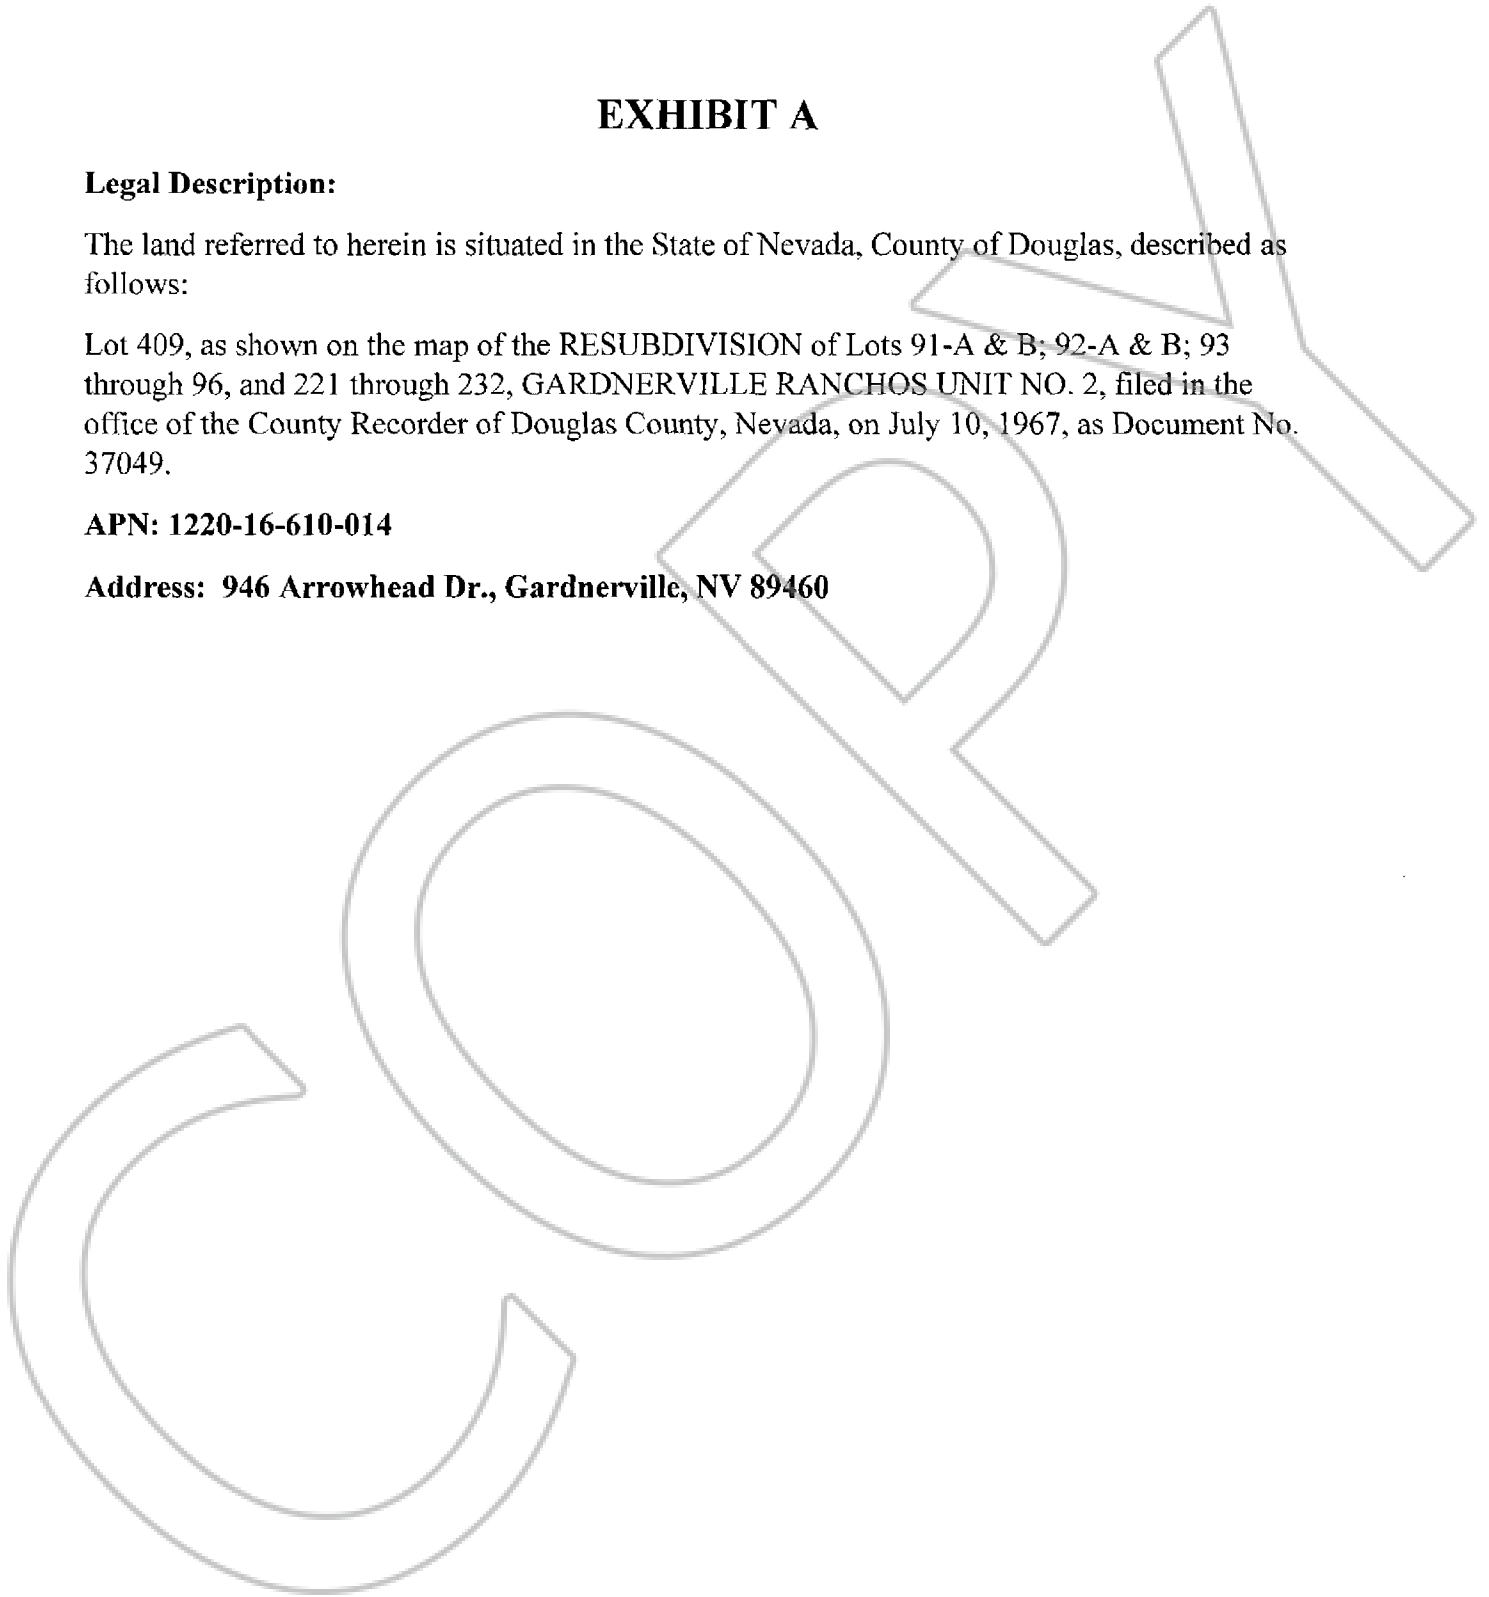 EXHIBIT A
Legal Description:
The land referred to herein is situated in the State of Nevada, County of Douglas, described as
follows:
Lot 409, as shown on the map of the RESUBDIVISION of Lots 91-A & B; 92-A & B; 93
through 96, and 221 through 232, GARDNERVILLE RANCHOS UNIT NO. 2, filed in the
office of the County Recorder of Douglas County, Nevada, on July 10, 1967, as Document No.
37049.
APN: 1220-16-610-014
Address: 946 Arrowhead Dr., Gardnerville, NV 89460
COPY